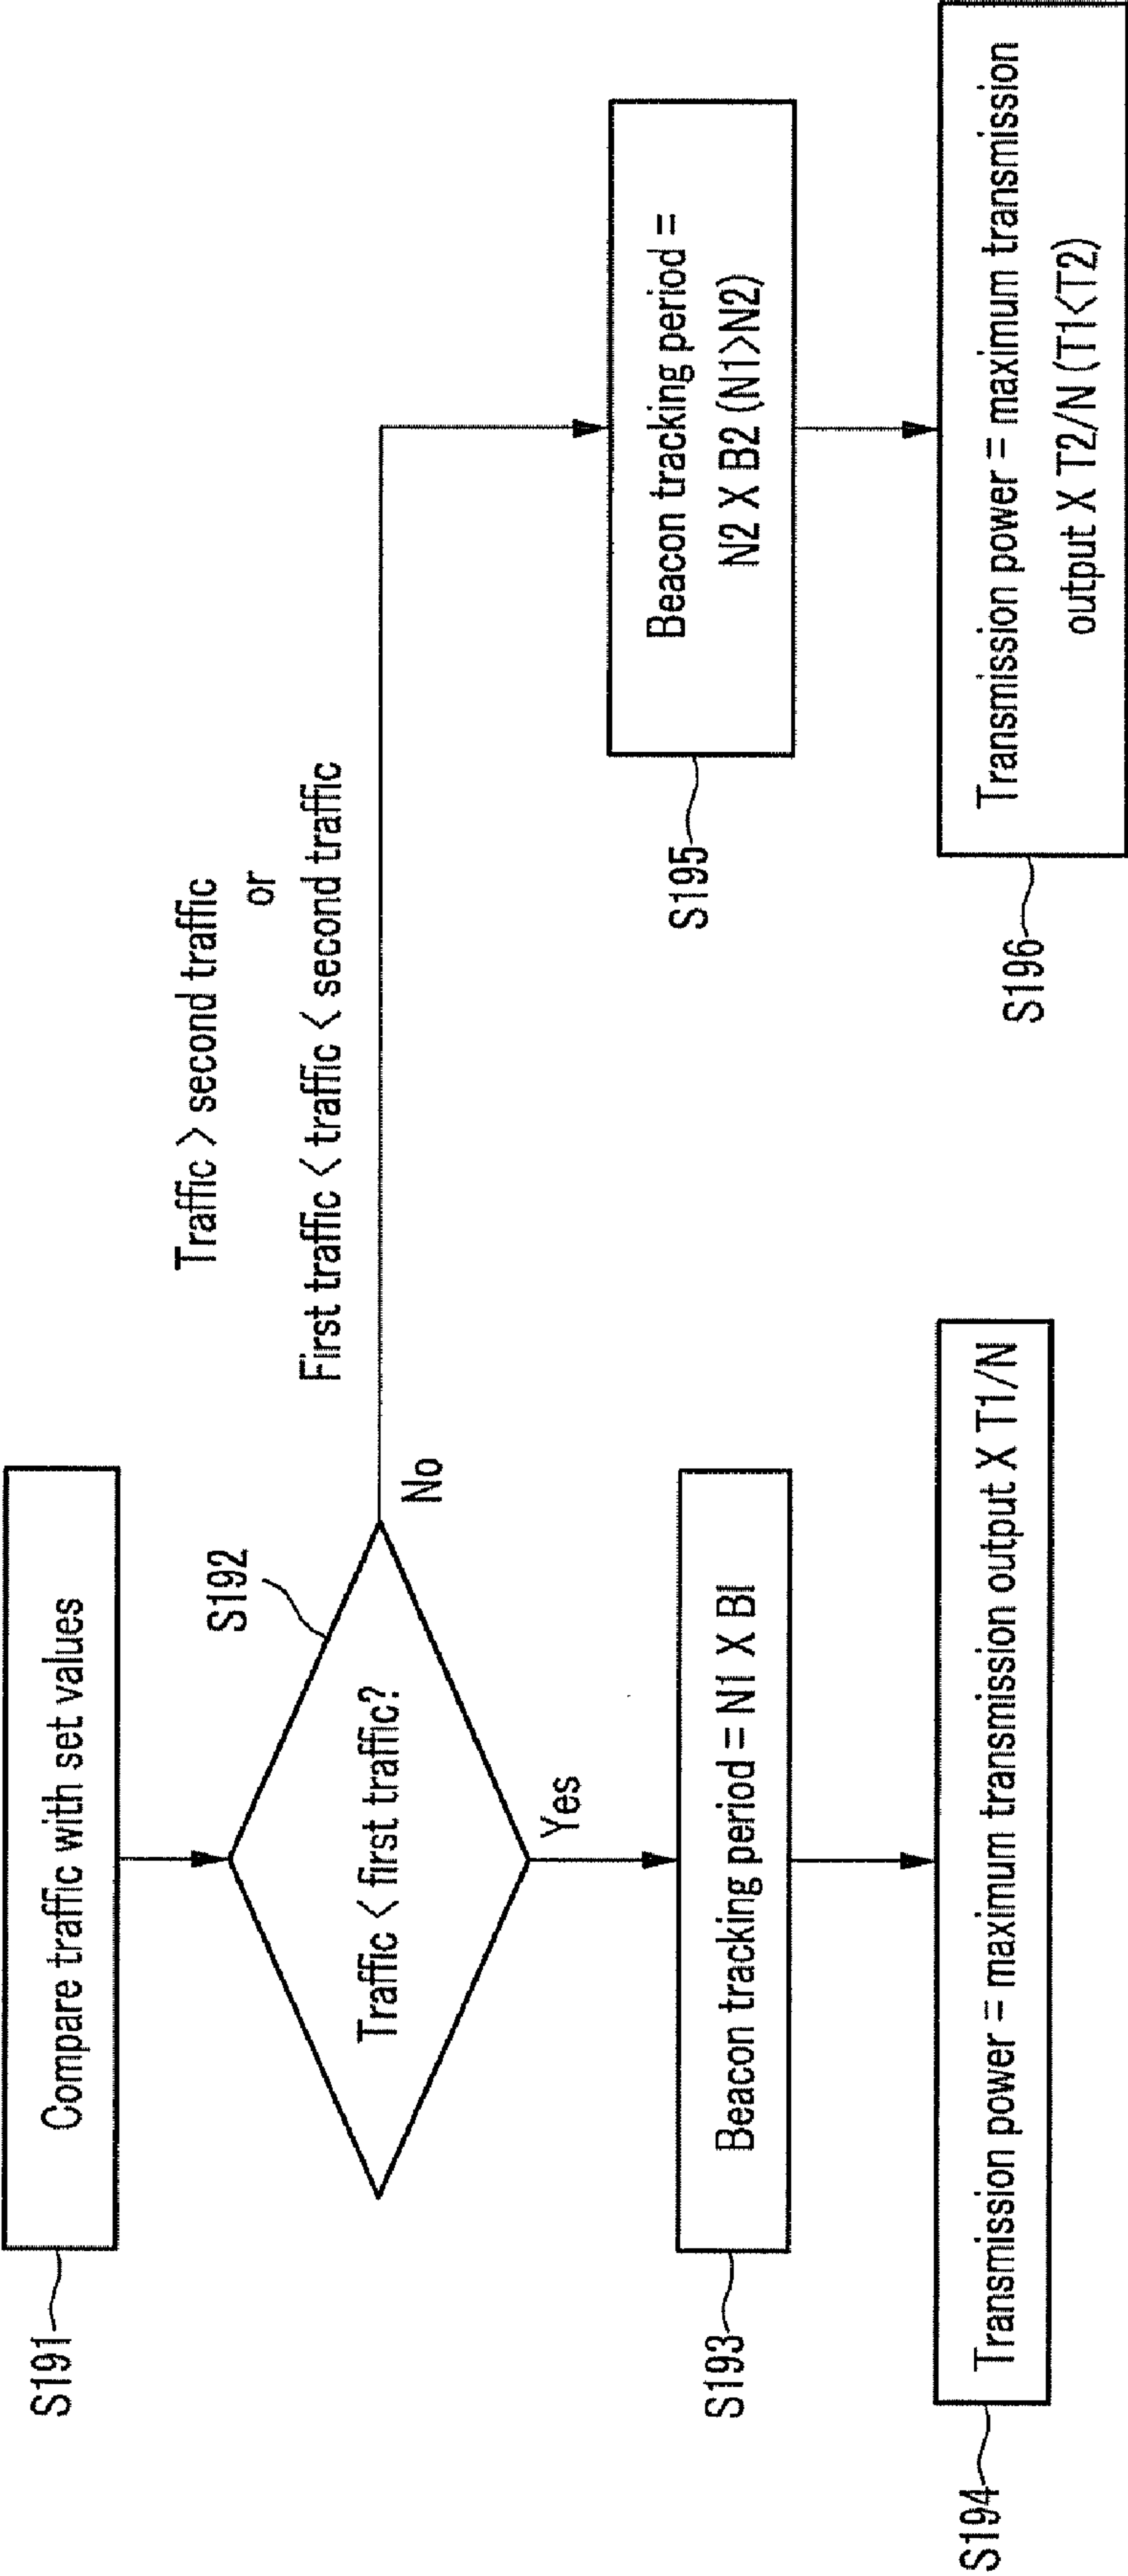 S191
Compare traffic with set values
S192
Traffic < first traffic?
No
Traffic > second traffic
or
First traffic < traffic < second traffic
Yes
S193
Beacon tracking period = N1 X BI
S194
Transmission power = maximum transmission output X T1/N
S195
Beacon tracking period =
N2 X B2 (N1>N2)
S196
Transmission power = maximum transmission
output X T2/N (T1<T2)